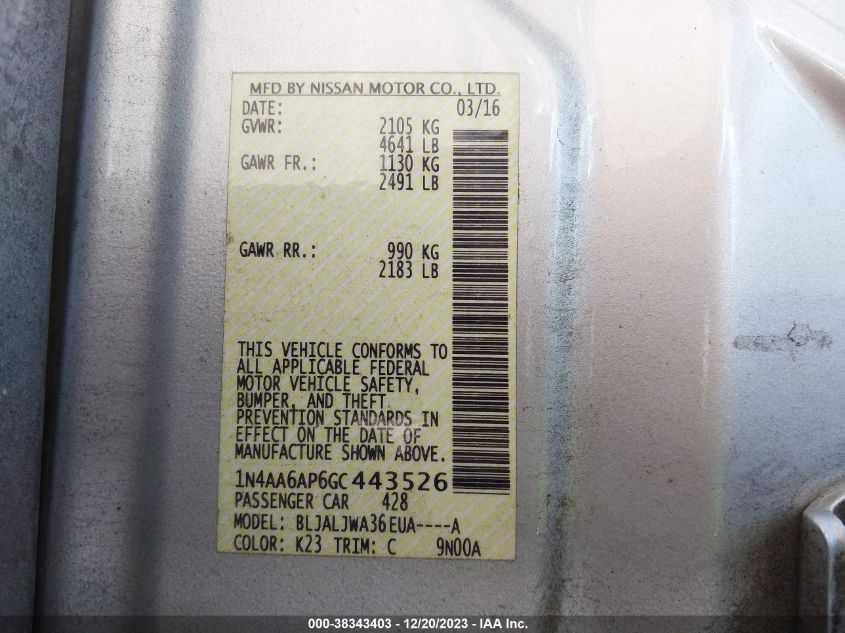 MFD BY NISSAN MOTOR CO., LTD.
DATE: 03/16
GVWR: 2105 KG
4641 LB
GAWR FR.: 1130 KG
2491 LB
GAWR RR.: 990 KG
2183 LB
THIS VEHICLE CONFORMS TO
ALL APPLICABLE FEDERAL
MOTOR VEHICLE SAFETY,
BUMPER, AND THEFT
PREVENTION STANDARDS IN
EFFECT ON THE DATE OF
MANUFACTURE SHOWN ABOVE.
1N4AA6AP6GC443526
PASSENGER CAR 428
MODEL: BLJALJWA36EUA----A
COLOR: K23 TRIM: C 9N00A
000-38343403 - 12/20/2023 - IAA Inc.